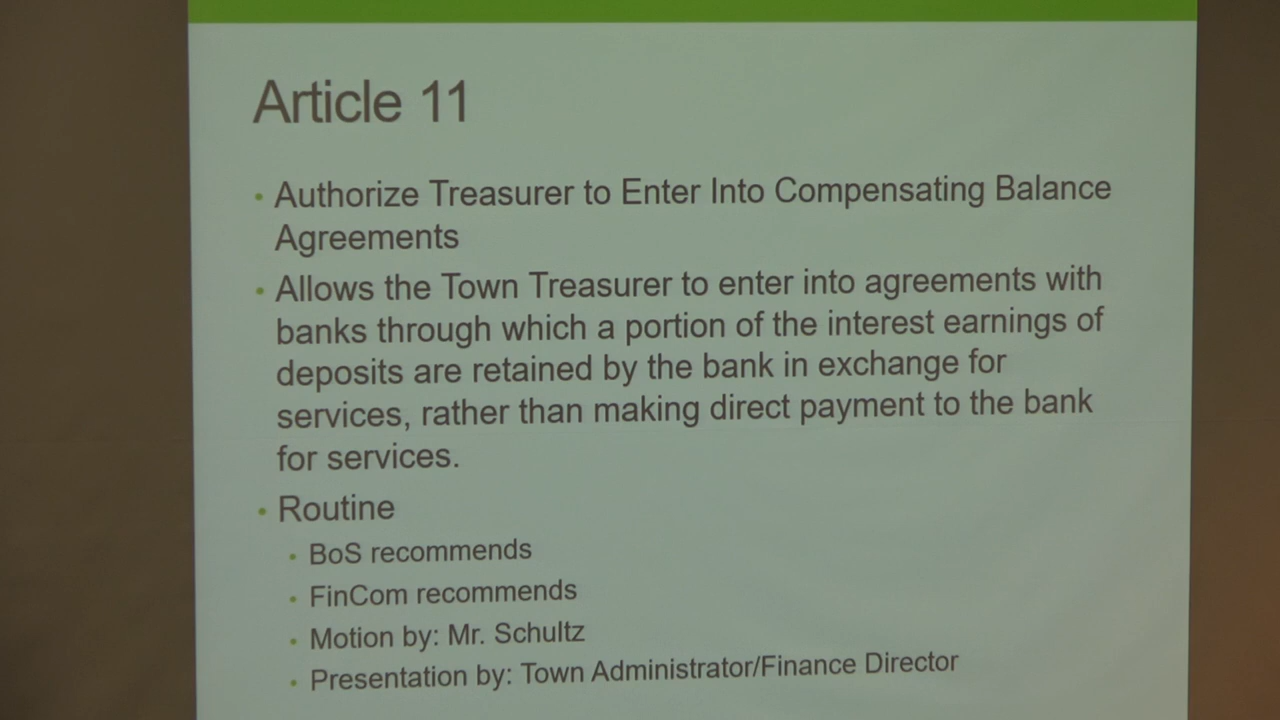 Article 11
• Authorize Treasurer to Enter Into Compensating Balance
Agreements
• Allows the Town Treasurer to enter into agreements with
banks through which a portion of the interest earnings of
deposits are retained by the bank in exchange for
services, rather than making direct payment to the bank
for services.
• Routine
• BoS recommends
• FinCom recommends
• Motion by: Mr. Schultz
• Presentation by: Town Administrator/Finance Director